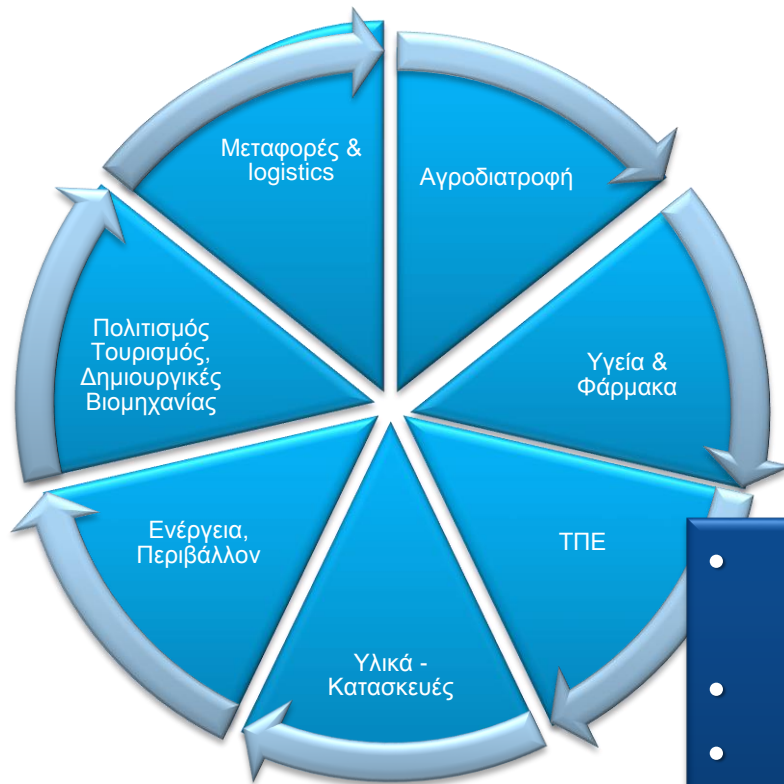 Μεταφορές &
logistics
Αγροδιατροφή
Πολιτισμός
Τουρισμός,
Δημιουργικές
Βιομηχανίας
Υγεία &
Φάρμακα
Ενέργεια,
Περιβάλλον
ΤΠΕ
Υλικά -
Κατασκευές